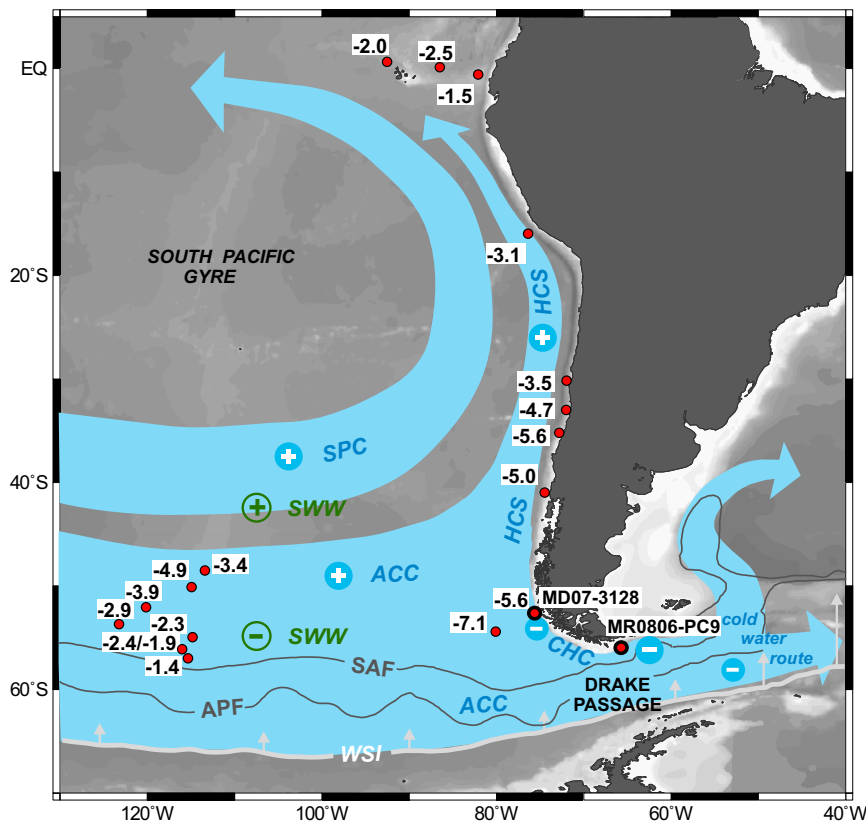 EQ
20°S
40°S
60°S
-2.0
-2.5
-1.5
-3.1
SOUTH PACIFIC
GYRE
HCS
+
-3.5
-4.7
-5.6
-5.0
HCS
+
SPC
+
SWW
+
ACC
-3.4
-4.9
-3.9
-2.9
-2.3
-2.4/-1.9
-1.4
-
SWW
-7.1
-5.6
MD07-3128
-
CHC
MR0806-PC9
-
cold
water
route
-
SAF
APF
ACC
DRAKE
PASSAGE
WSI
120°W
100°W
80°W
60°W
40°W